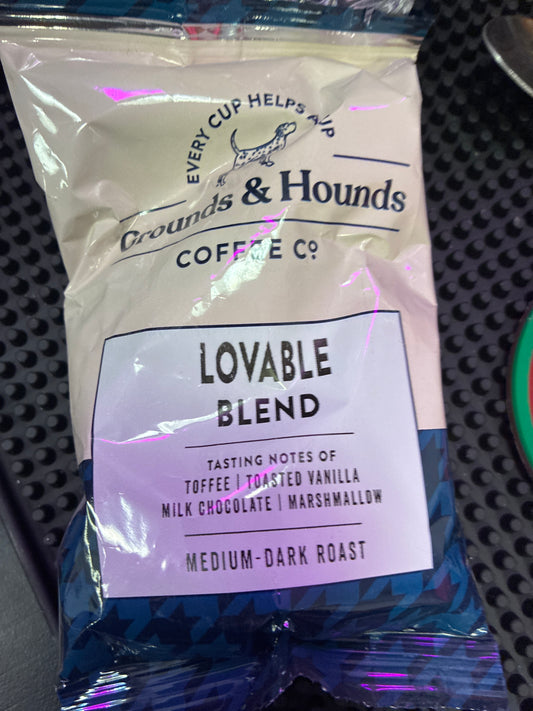 EVERY CUP HELPS A PUP
Grounds & Hounds
COFFEE Cº
LOVABLE
BLEND
TASTING NOTES OF
TOFFEE | TOASTED VANILLA
MILK CHOCOLATE | MARSHMALLOW
MEDIUM-DARK ROAST